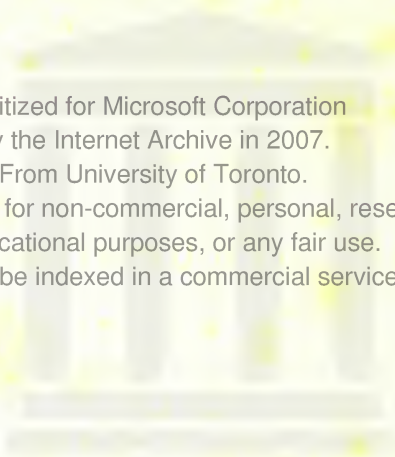 itized for Microsoft Corporation
the Internet Archive in 2007.
From University of Toronto.
for non-commercial, personal, rese
cational purposes, or any fair use.
be indexed in a commercial service